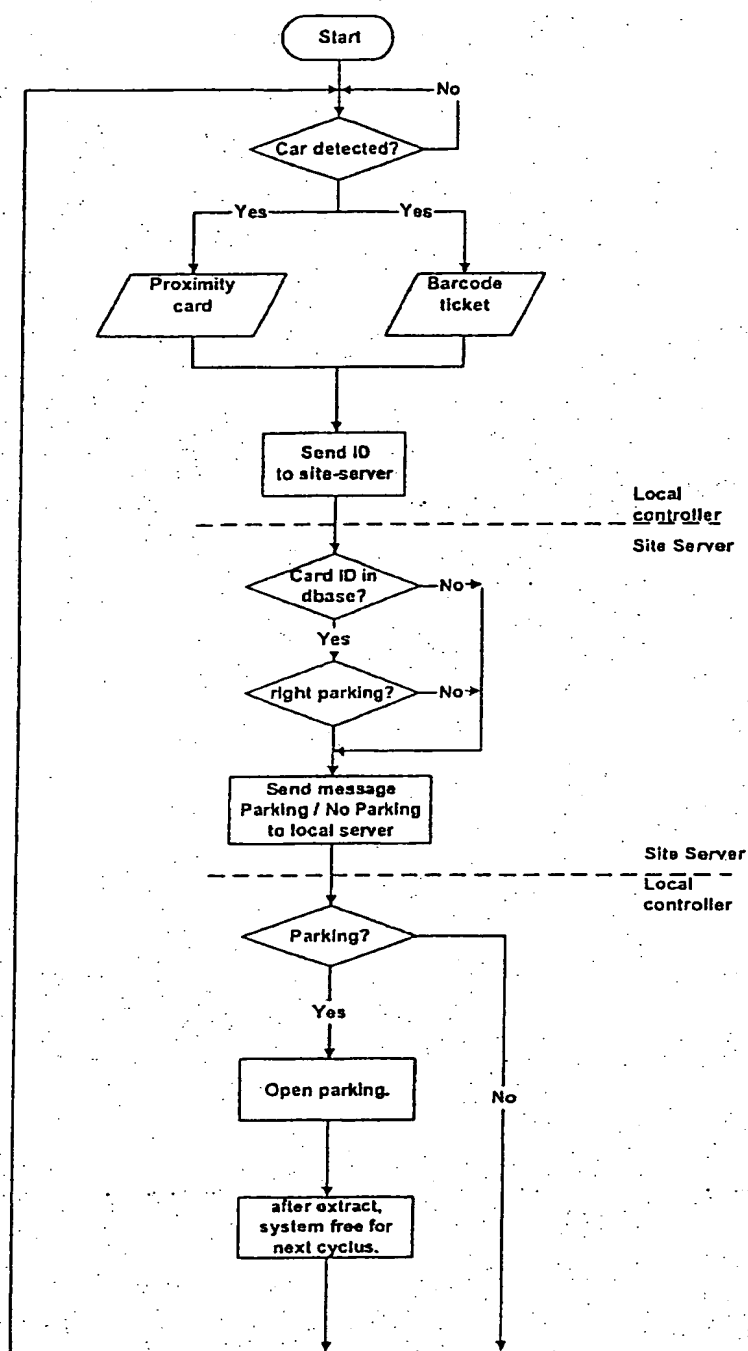 Start
No
Car detected?
Yes
Yes
Proximity
card
Barcode
ticket
Send ID
to site-server
Local
controller
Site Server
Card ID in
dbase?
No
Yes
right parking?
No
Send message
Parking / No Parking
to local server
Site Server
Local
controller
Parking?
Yes
Open parking.
No
after extract,
system free for
next cyclus.